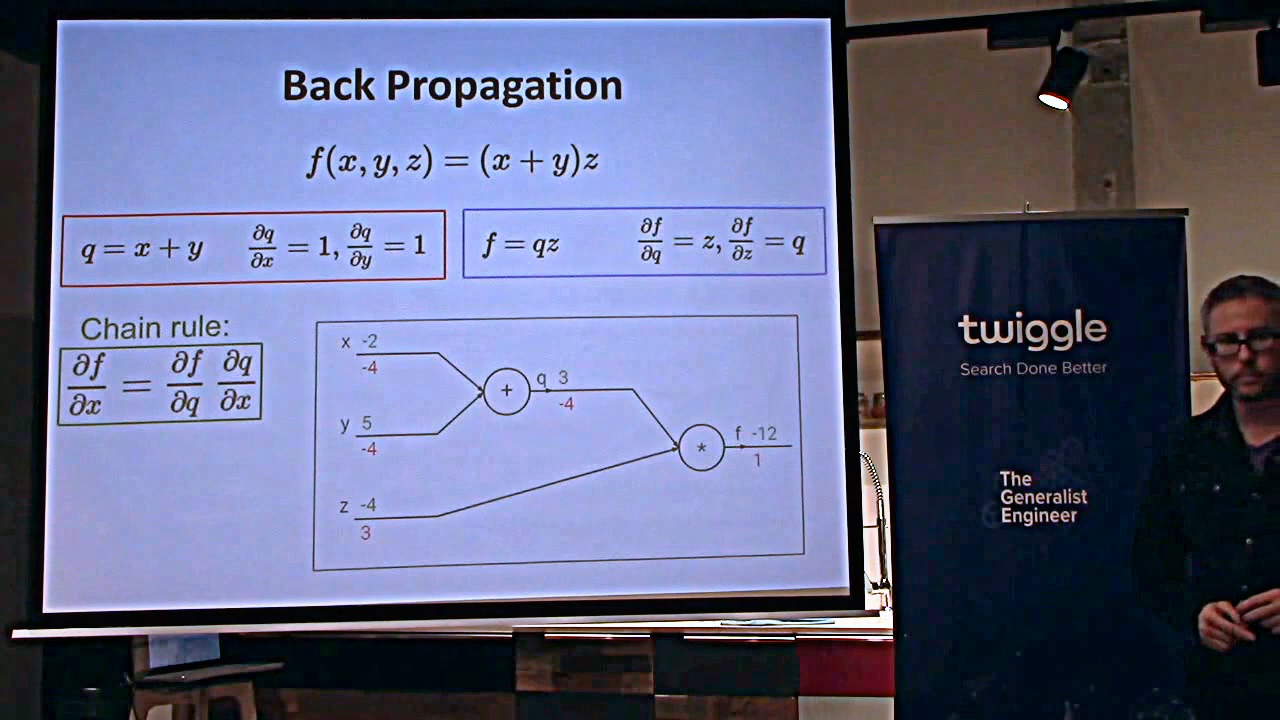 Back Propagation
f(x, y, z) = (x + y)z
q = x + y ∂q/∂x = 1, ∂q/∂y = 1
f = qz ∂f/∂q = z, ∂f/∂z = q
Chain rule:
∂f/∂x = ∂f/∂q ∂q/∂x
x -2
-4
y 5
-4
z -4
3
+
q 3
-4
*
f -12
1
twiggle
Search Done Better
The
Generalist
Engineer